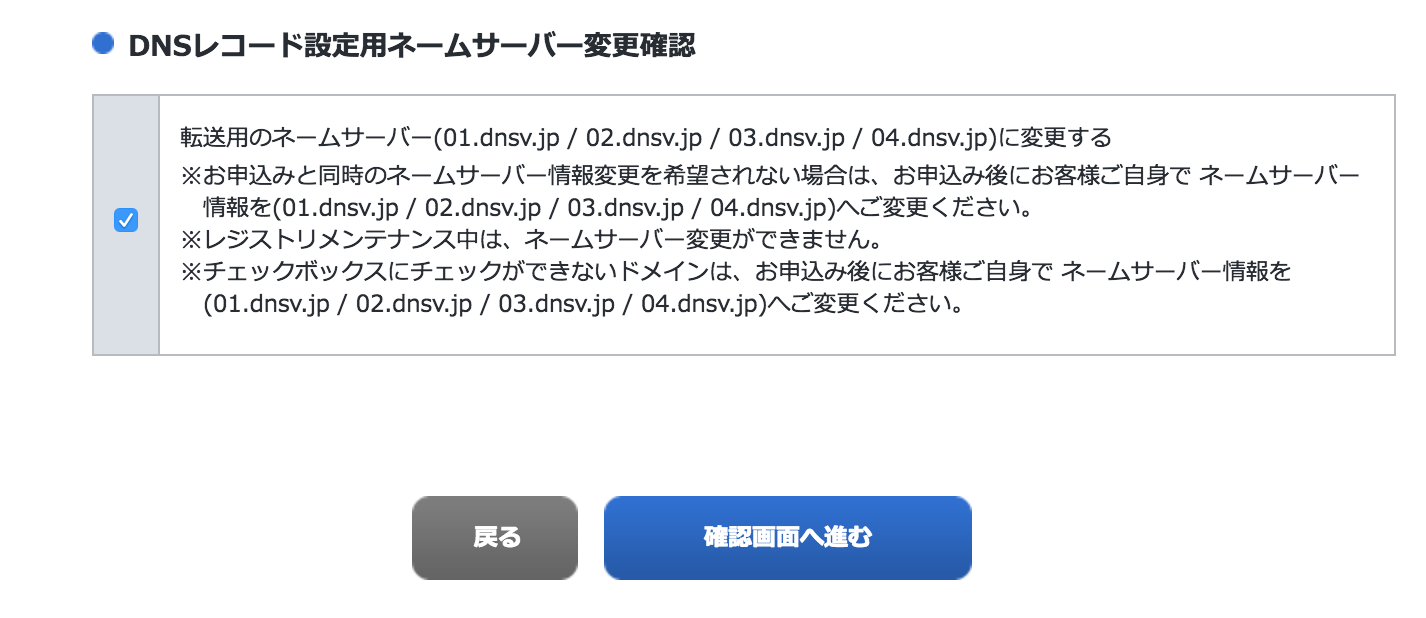 DNSレコード設定用ネームサーバー変更確認
転送用のネームサーバー(01.dnsv.jp / 02.dnsv.jp / 03.dnsv.jp / 04.dnsv.jp)に変更する
※お申込みと同時のネームサーバー情報変更を希望されない場合は、お申込み後にお客様ご自身で ネームサーバー
情報を(01.dnsv.jp / 02.dnsv.jp / 03.dnsv.jp / 04.dnsv.jp)へご変更ください。
※レジストリメンテナンス中は、ネームサーバー変更ができません。
※チェックボックスにチェックができないドメインは、お申込み後にお客様ご自身で ネームサーバー情報を
(01.dnsv.jp / 02.dnsv.jp / 03.dnsv.jp / 04.dnsv.jp)へご変更ください。
戻る
確認画面へ進む